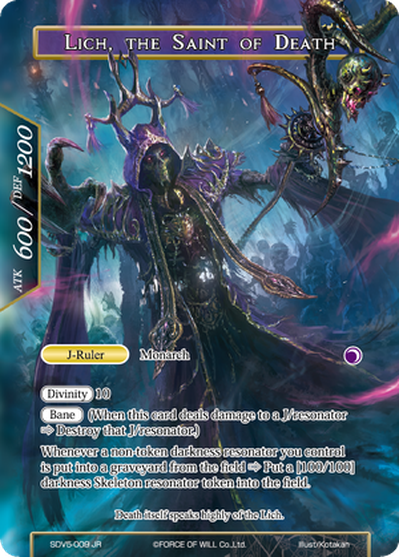 Lich, the Saint of Death
ATK 600 / DEF 1200
J-Ruler Monarch
Divinity 10
Bane (When this card deals damage to a J/resonator
⇒ Destroy that J/resonator.)
Whenever a non-token darkness resonator you control
is put into a graveyard from the field ⇒ Put a [100/100]
darkness Skeleton resonator token into the field.
Death itself speaks highly of the Lich.
SDV5-009 JR ©FORCE OF WILL Co.,Ltd. Illust/Kotakan